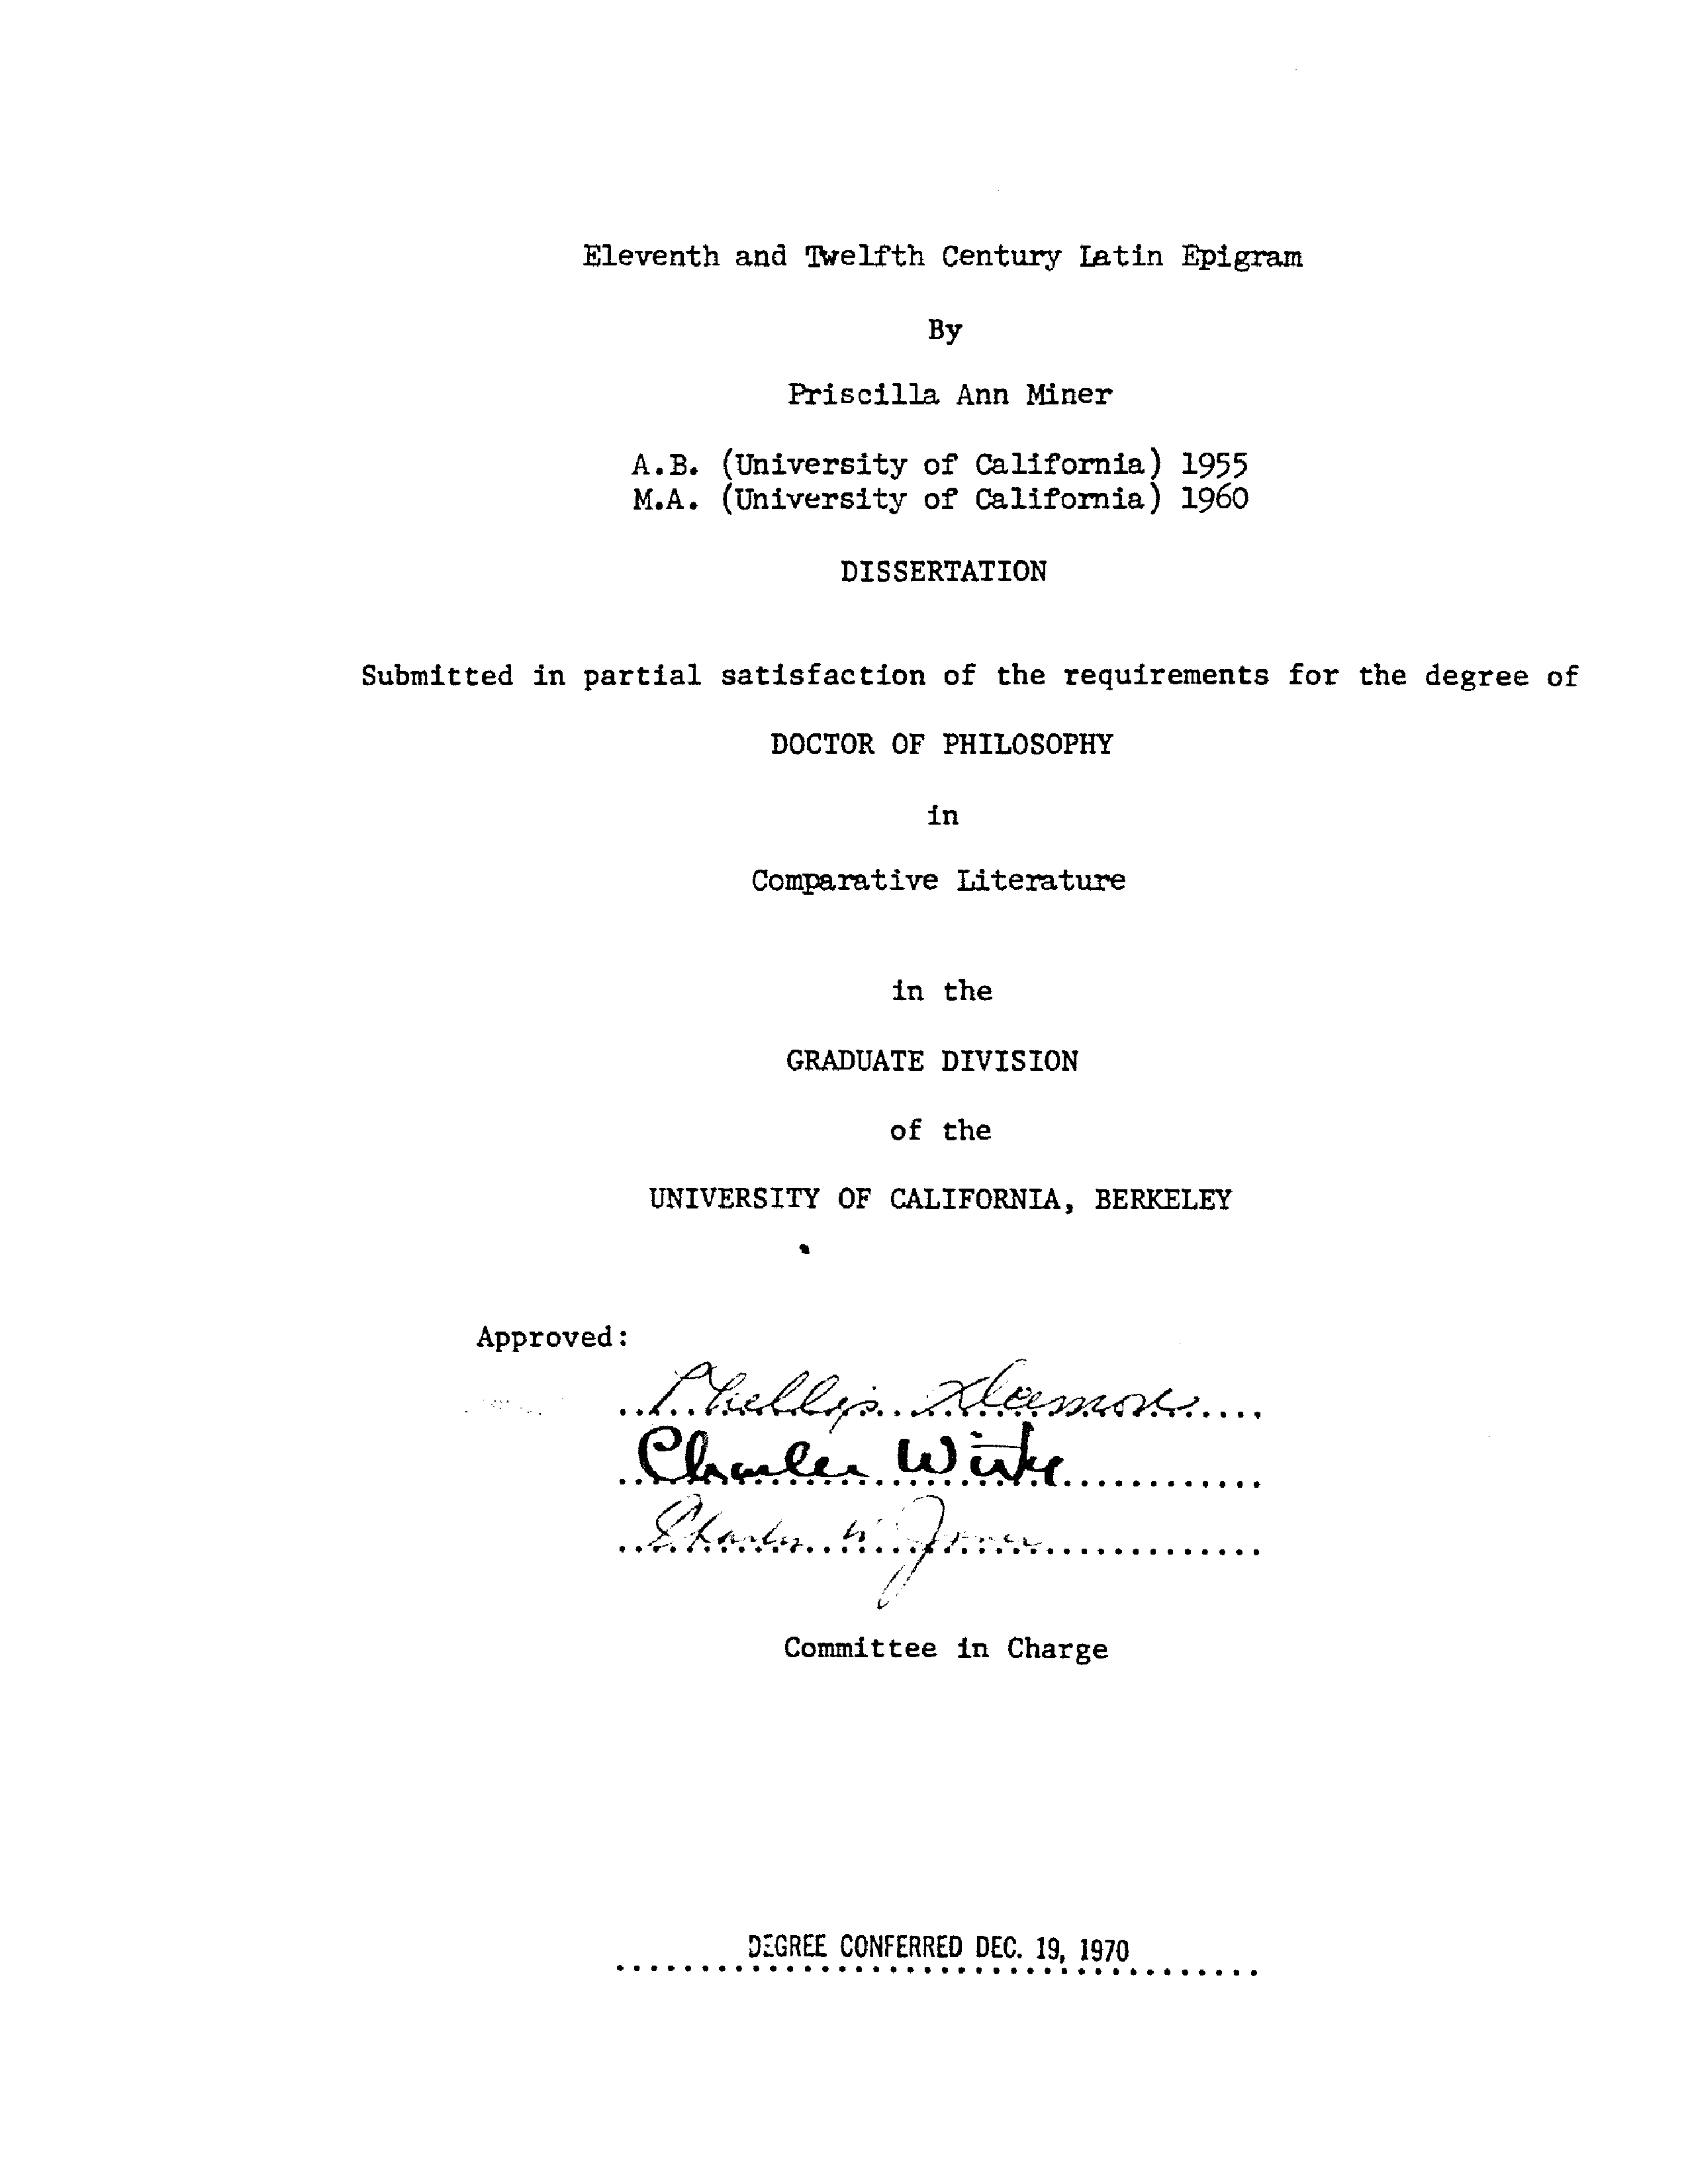 Eleventh and Twelfth Century Latin Epigram
By
Priscilla Ann Miner
A.B. (University of California) 1955
M.A. (University of California) 1960
DISSERTATION
Submitted in partial satisfaction of the requirements for the degree of
DOCTOR OF PHILOSOPHY
in
Comparative Literature
in the
GRADUATE DIVISION
of the
UNIVERSITY OF CALIFORNIA, BERKELEY
Approved:
Phillip Damon
Charles Witke
Charles W. Jones
Committee in Charge
DEGREE CONFERRED DEC. 19, 1970